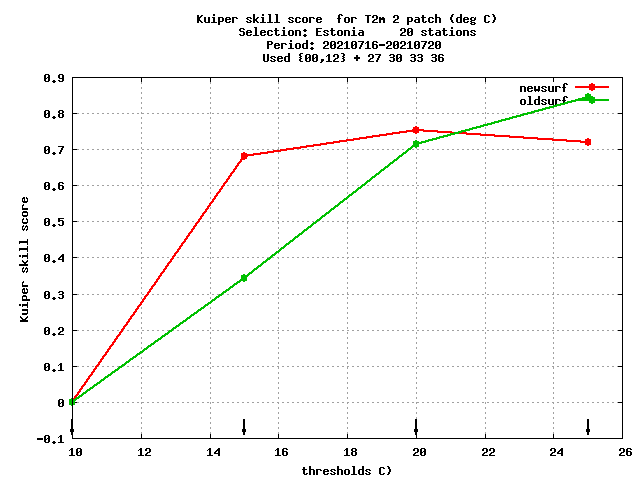 Kuiper skill score  for T2m 2 patch (deg C)
Selection: Estonia     20 stations
Period: 20210716-20210720
Used {00,12} + 27 30 33 36
newsurf
oldsurf
0.9
0.8
0.7
0.6
0.5
0.4
0.3
0.2
0.1
0
-0.1
Kuiper skill score
10 12 14 16 18 20 22 24 26
thresholds C)